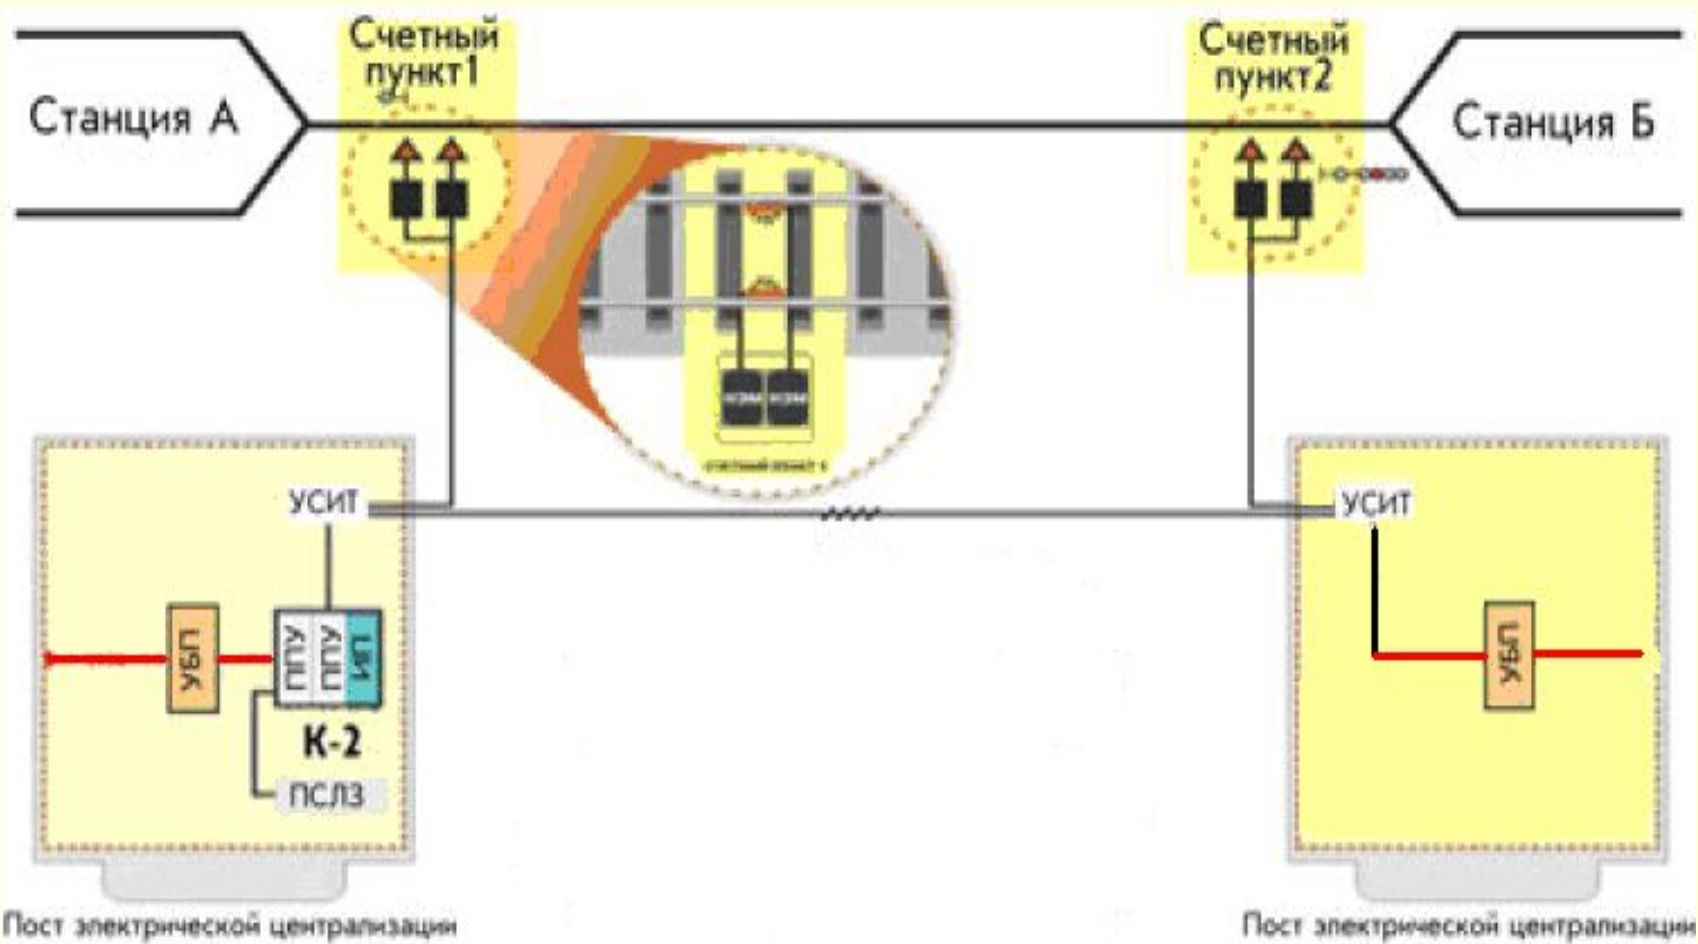 Счетный
пункт1
Счетный
пункт2
Станция А
Станция Б
УСИТ
УСИТ
УБП
ППУ
ППУ
ИП
УБП
К-2
ПСЛЗ
Пост электрической централизации
Пост электрической централизации